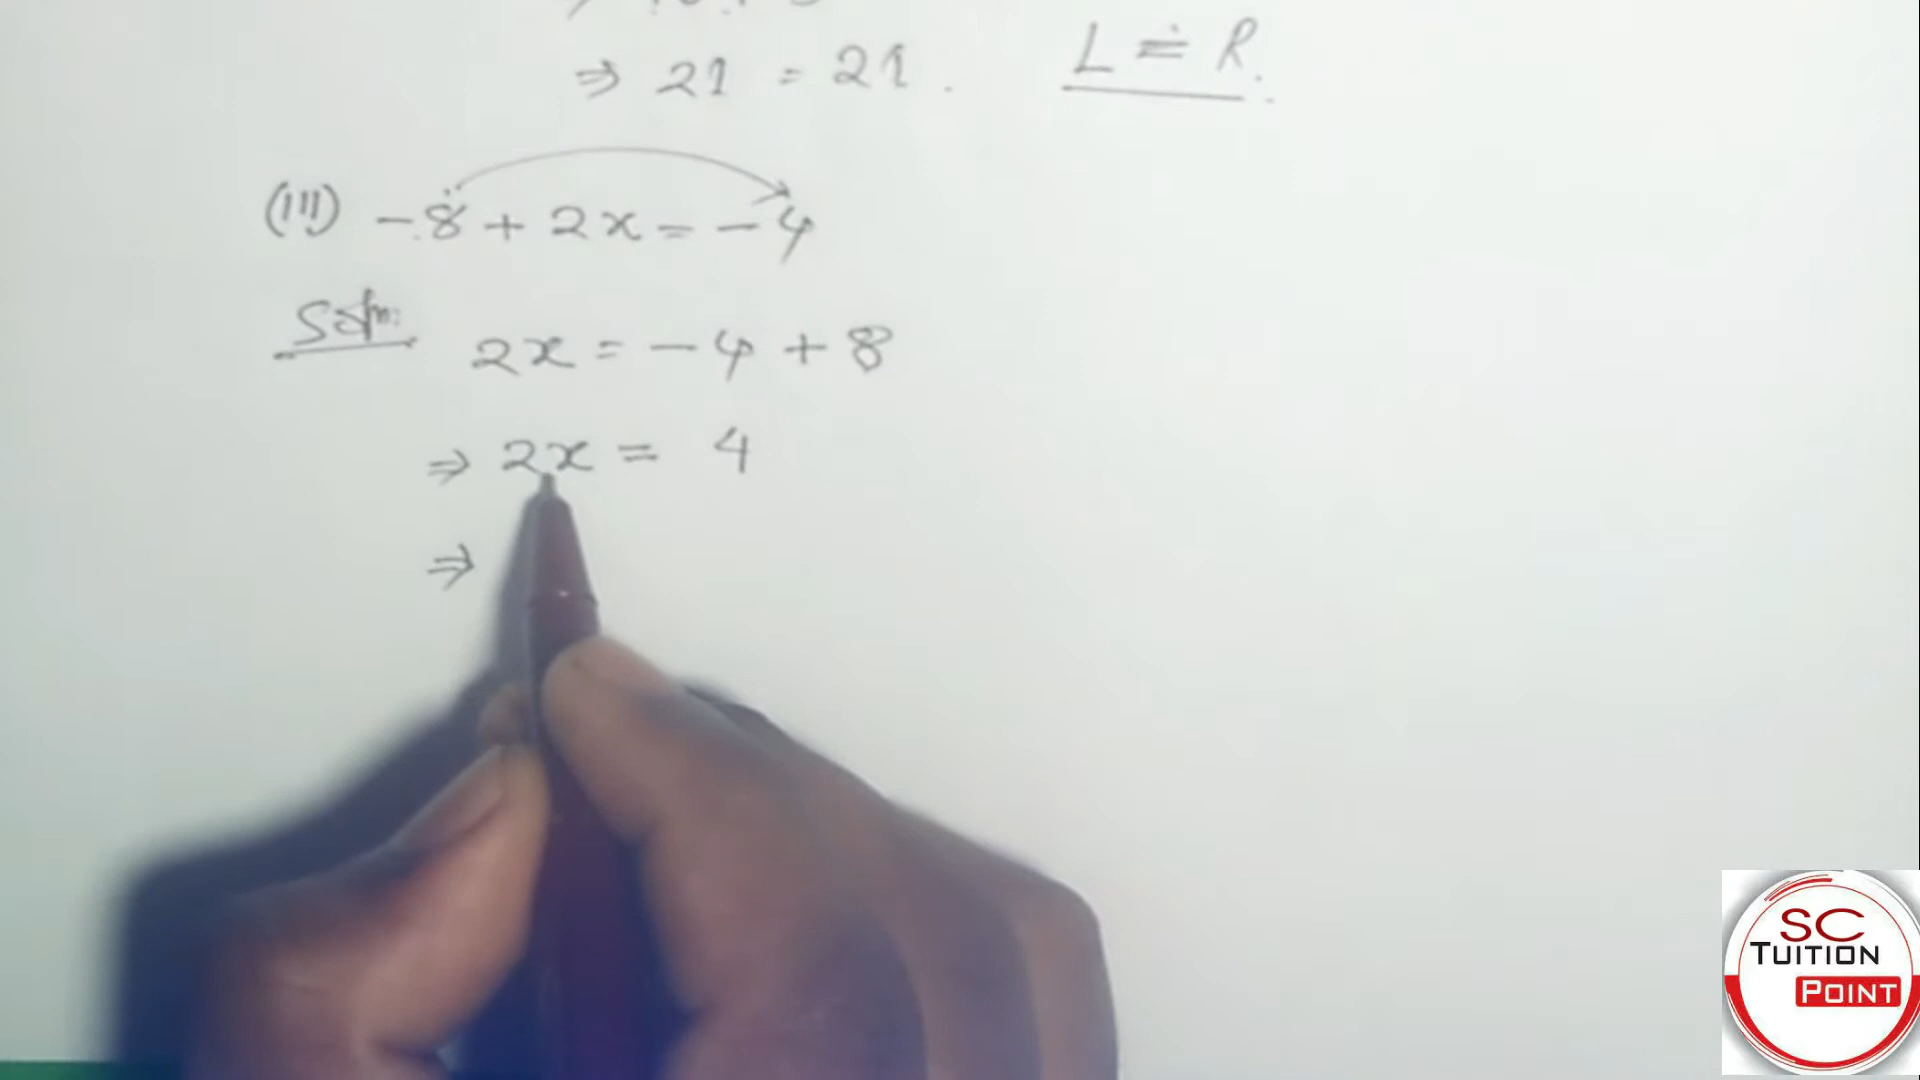 ⇒ 21 = 21.
L = R.
(III) -8 + 2x = -4
Soln:
2x = -4 + 8
⇒ 2x = 4
⇒
SC
TUITION
POINT